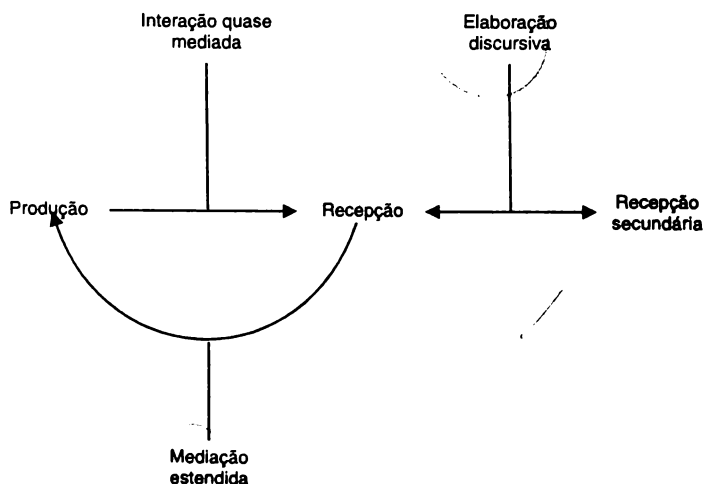 Interação quase
mediada
Elaboração
discursiva
Produção
Recepção
Recepção
secundária
Mediação
estendida